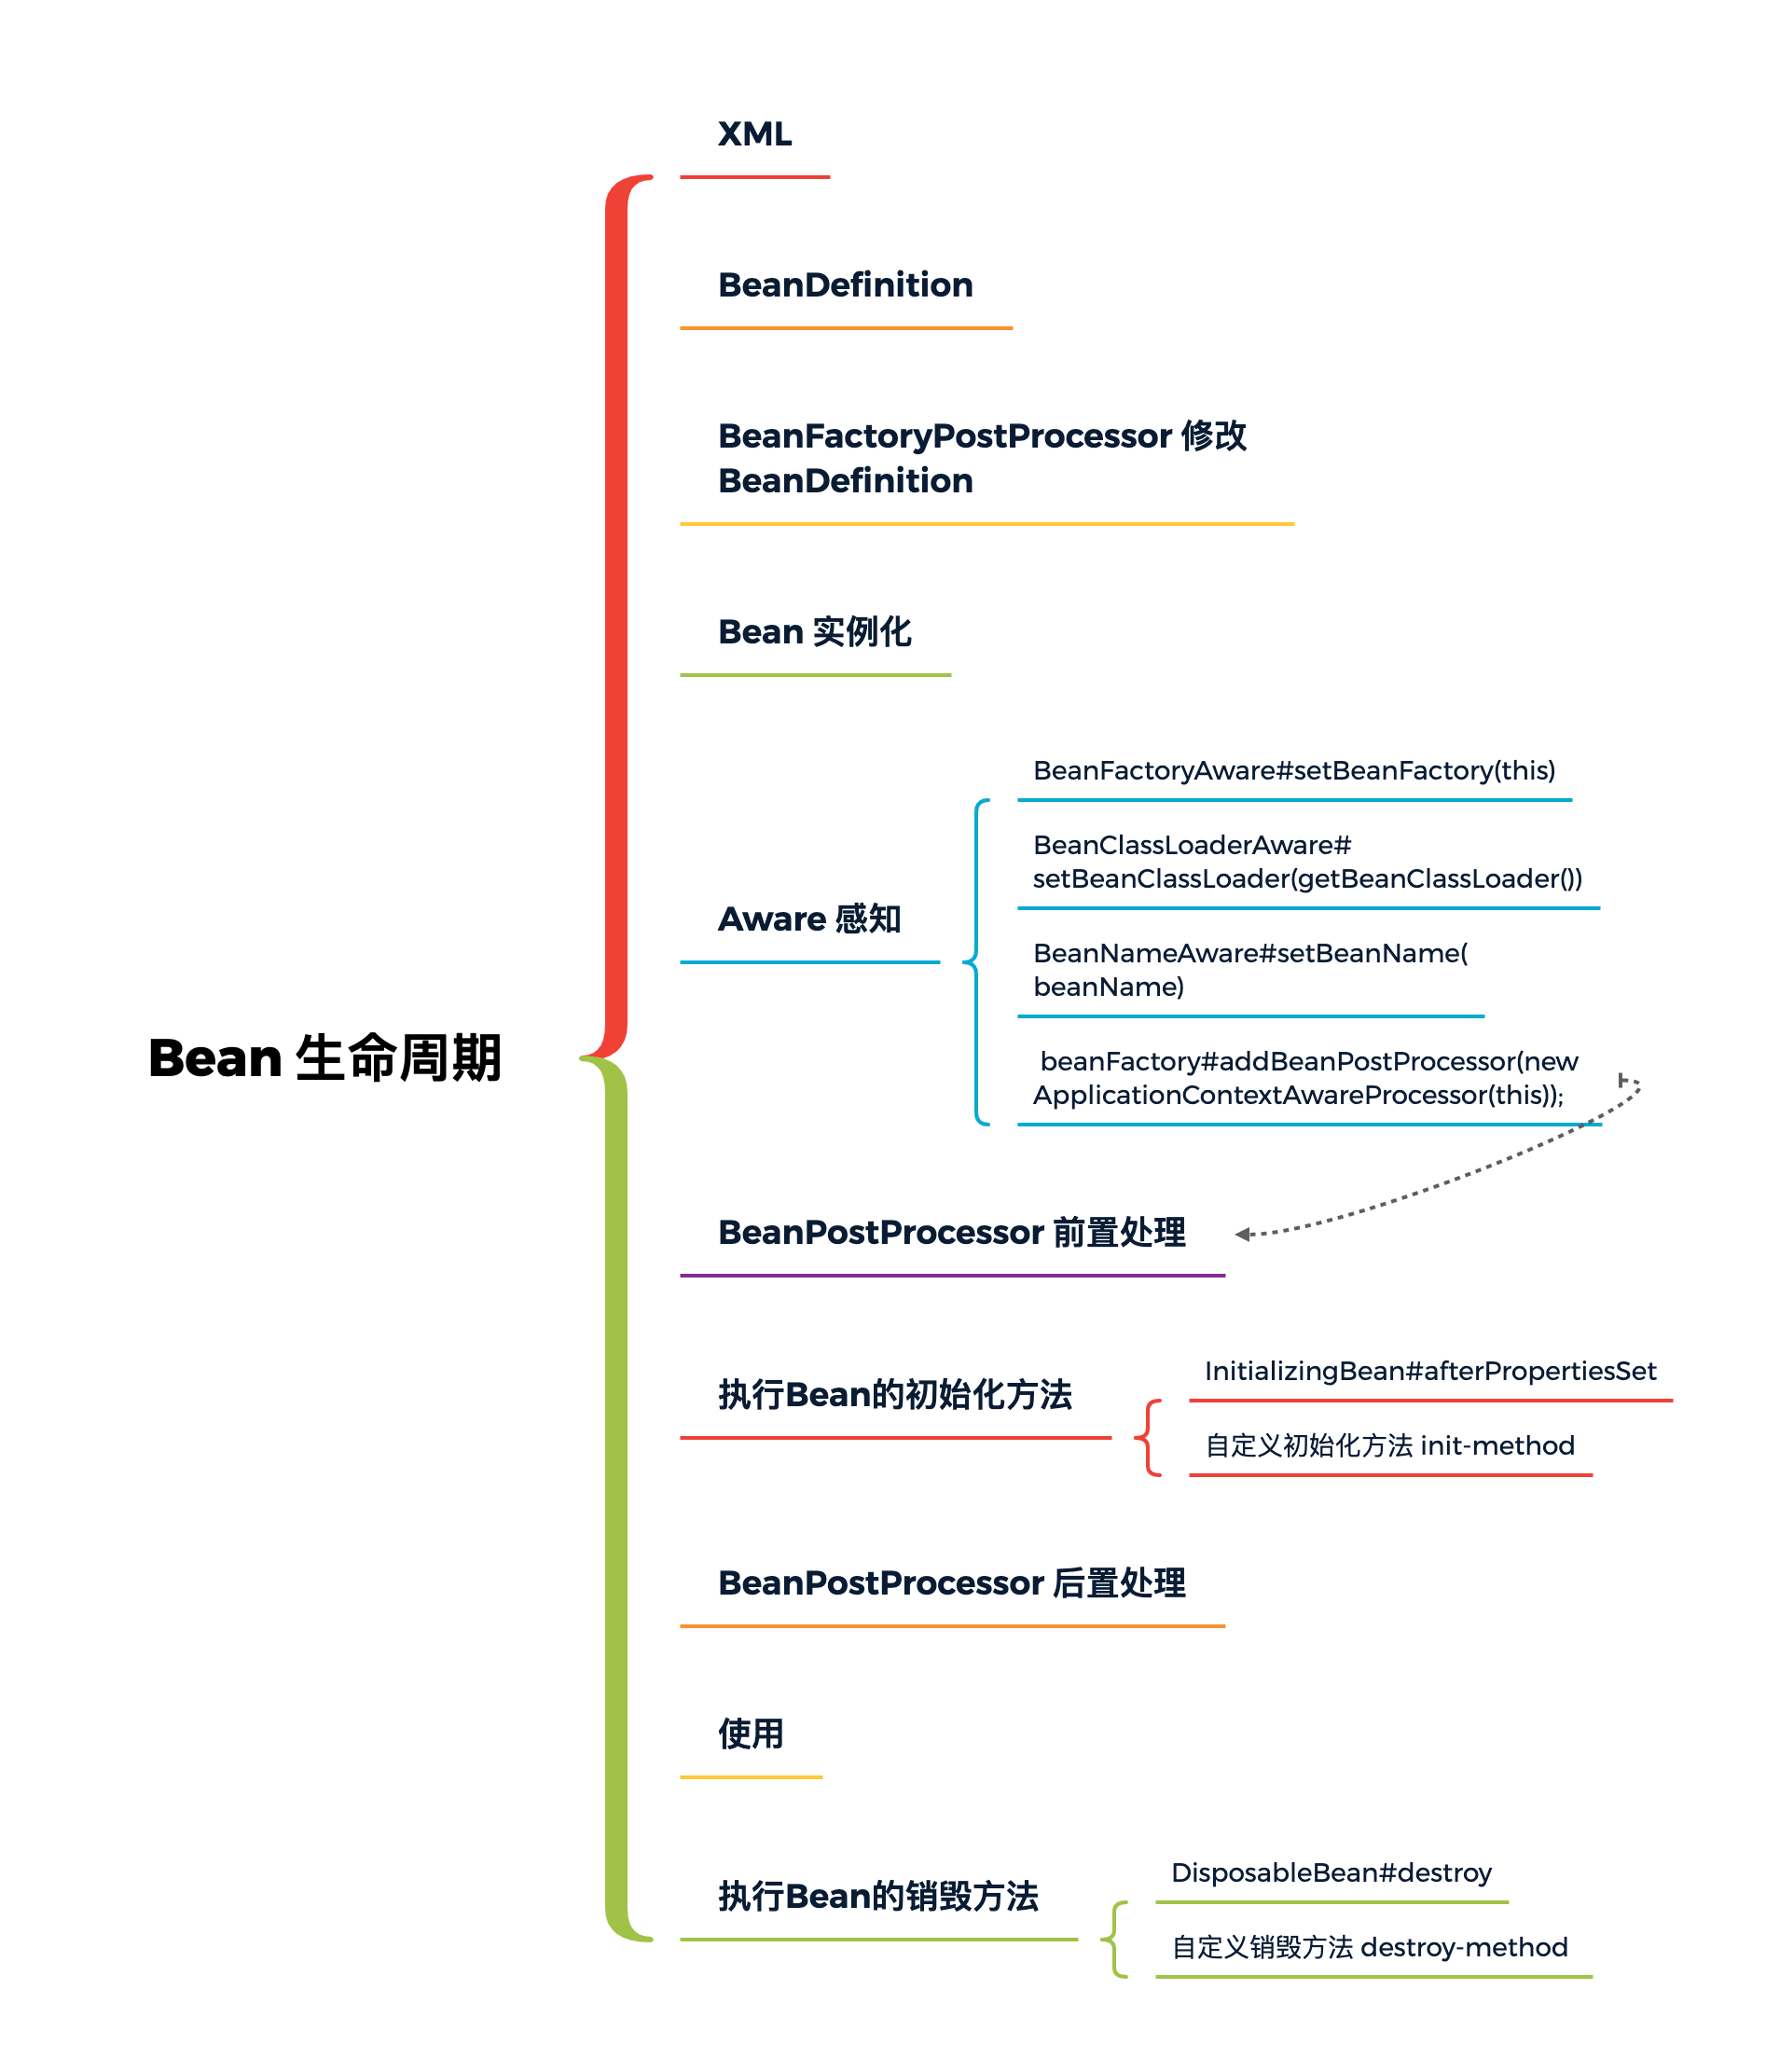 Bean 生命周期
XML
BeanDefinition
BeanFactoryPostProcessor 修改
BeanDefinition
Bean 实例化
Aware 感知
BeanFactoryAware#setBeanFactory(this)
BeanClassLoaderAware#
setBeanClassLoader(getBeanClassLoader())
BeanNameAware#setBeanName(
beanName)
beanFactory#addBeanPostProcessor(new
ApplicationContextAwareProcessor(this));
BeanPostProcessor 前置处理
执行Bean的初始化方法
InitializingBean#afterPropertiesSet
自定义初始化方法 init-method
BeanPostProcessor 后置处理
使用
执行Bean的销毁方法
DisposableBean#destroy
自定义销毁方法 destroy-method